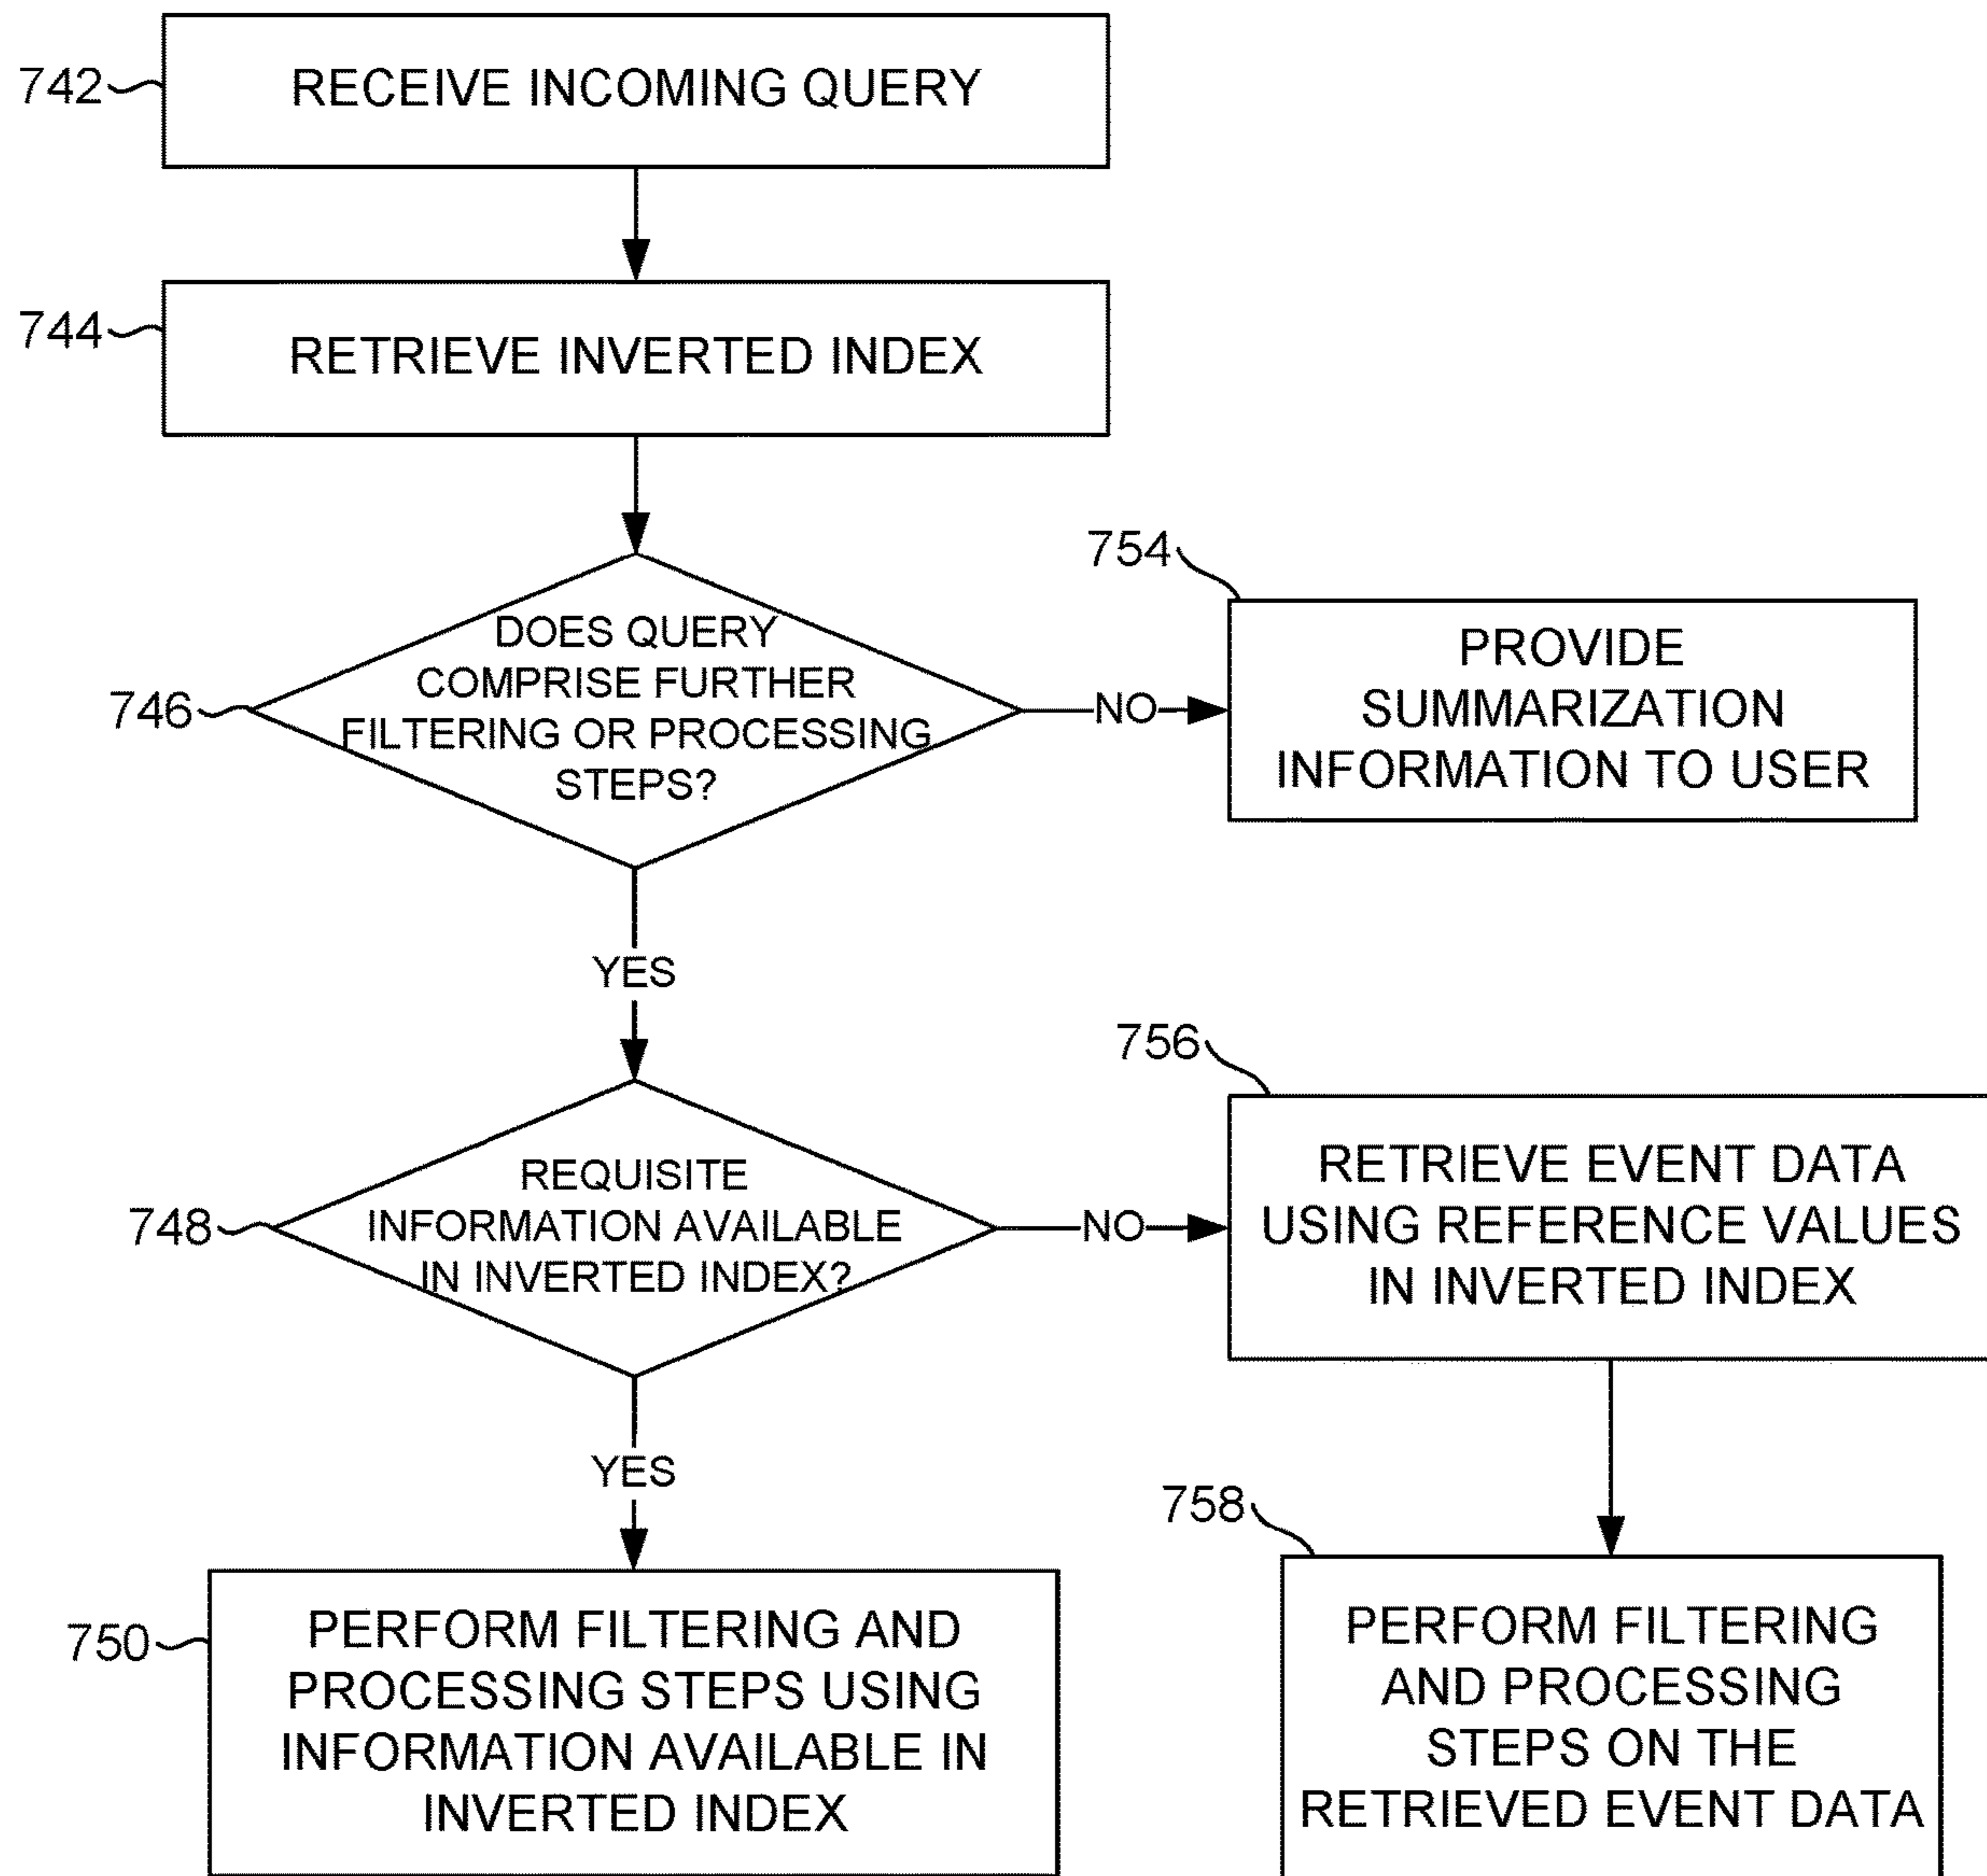 742
RECEIVE INCOMING QUERY
744
RETRIEVE INVERTED INDEX
746
DOES QUERY
COMPRISE FURTHER
FILTERING OR PROCESSING
STEPS?
NO
754
PROVIDE
SUMMARIZATION
INFORMATION TO USER
YES
748
REQUISITE
INFORMATION AVAILABLE
IN INVERTED INDEX?
NO
756
RETRIEVE EVENT DATA
USING REFERENCE VALUES
IN INVERTED INDEX
YES
750
PERFORM FILTERING AND
PROCESSING STEPS USING
INFORMATION AVAILABLE IN
INVERTED INDEX
758
PERFORM FILTERING
AND PROCESSING
STEPS ON THE
RETRIEVED EVENT DATA